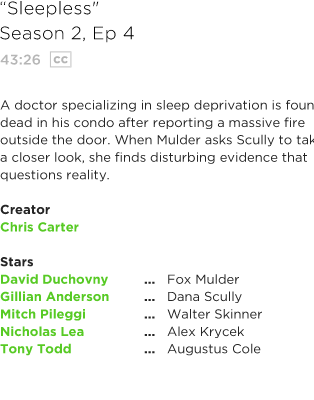 “Sleepless"
Season 2, Ep 4
43:26 cc
A doctor specializing in sleep deprivation is foun
dead in his condo after reporting a massive fire
outside the door. When Mulder asks Scully to tak
a closer look, she finds disturbing evidence that
questions reality.
Creator
Chris Carter
Stars
David Duchovny ... Fox Mulder
Gillian Anderson ... Dana Scully
Mitch Pileggi ... Walter Skinner
Nicholas Lea ... Alex Krycek
Tony Todd ... Augustus Cole